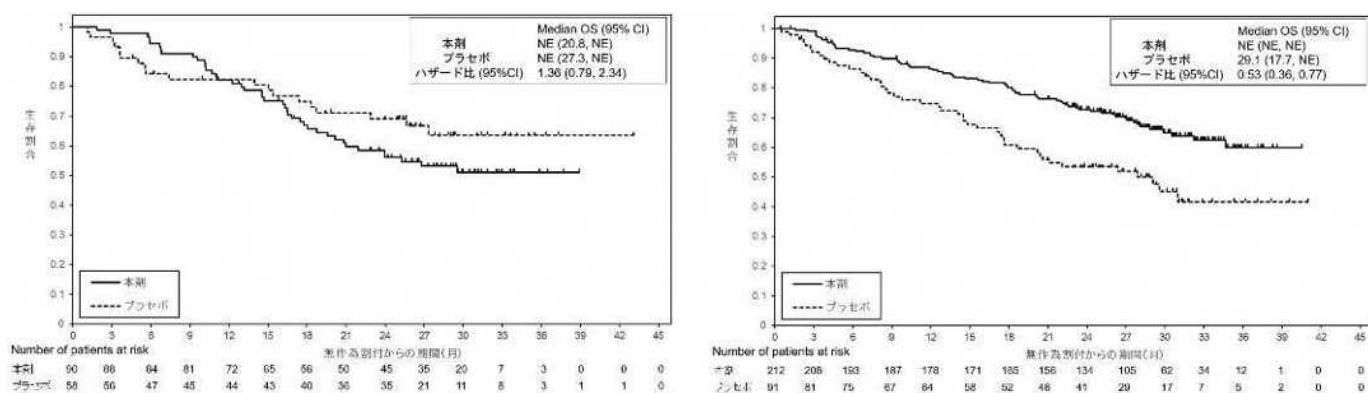 Median OS (95% CI)
本剤 NE (20.8, NE)
プラセボ NE (27.3, NE)
ハザード比 (95%CI) 1.36 (0.79, 2.34)
生存割合
1
0.9
0.8
0.7
0.6
0.5
0.4
0.3
0.2
0.1
0
本剤
プラセボ
0 3 6 9 12 15 18 21 24 27 30 33 36 39 42 45
Number of patients at risk
無作為割付からの期間(月)
本剤 90 88 84 81 72 65 56 50 45 35 20 7 3 0 0 0
プラセボ 58 56 47 45 44 43 40 36 35 21 11 8 3 1 1 0
Median OS (95% CI)
本剤 NE (NE, NE)
プラセボ 29.1 (17.7, NE)
ハザード比 (95%CI) 0.53 (0.36, 0.77)
生存割合
1
0.9
0.8
0.7
0.6
0.5
0.4
0.3
0.2
0.1
0
本剤
プラセボ
0 3 6 9 12 15 18 21 24 27 30 33 36 39 42 45
Number of patients at risk
無作為割付からの期間(月)
本剤 212 208 193 187 178 171 165 156 134 105 62 34 12 1 0 0
プラセボ 91 81 75 67 64 58 52 48 41 29 17 7 5 2 0 0